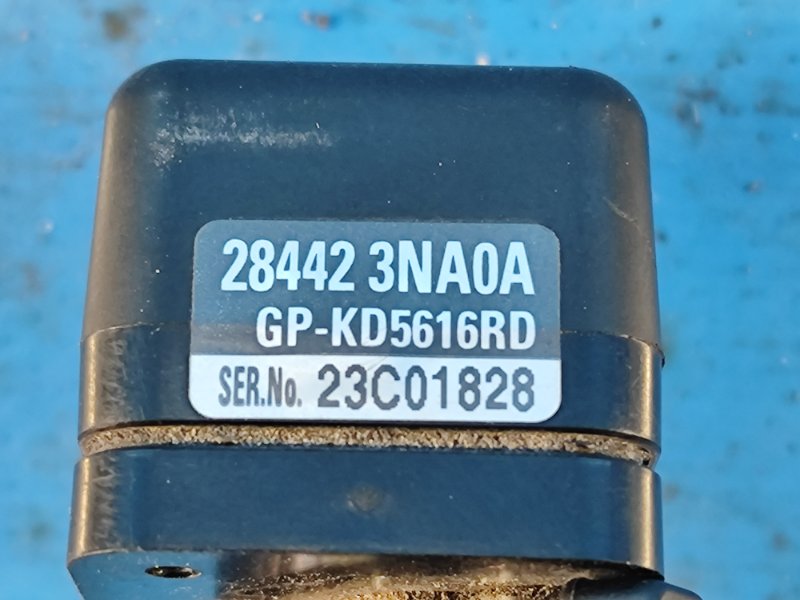 28442 3NA0A
GP-KD5616RD
SER.No. 23C01828